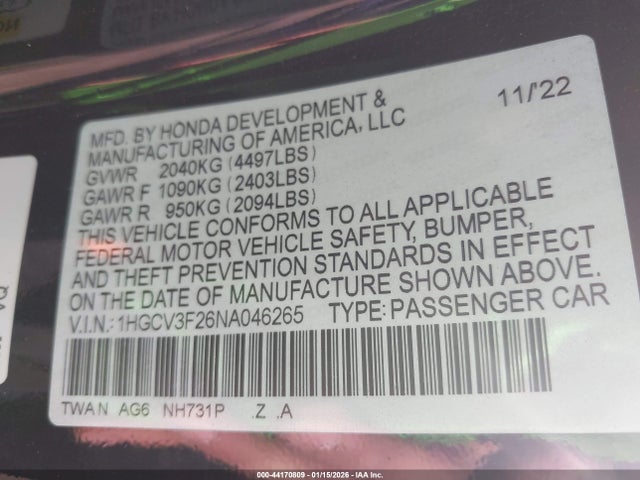 11/'22
MFD. BY HONDA DEVELOPMENT &
MANUFACTURING OF AMERICA, LLC
GVWR 2040KG (4497LBS)
GAWR F 1090KG (2403LBS)
GAWR R 950KG (2094LBS)
THIS VEHICLE CONFORMS TO ALL APPLICABLE
FEDERAL MOTOR VEHICLE SAFETY, BUMPER,
AND THEFT PREVENTION STANDARDS IN EFFECT
ON THE DATE OF MANUFACTURE SHOWN ABOVE.
V.I.N.: 1HGCV3F26NA046265 TYPE: PASSENGER CAR
TWA N AG6 NH731P .Z .A
000-44170809 - 01/15/2026 - IAA Inc.